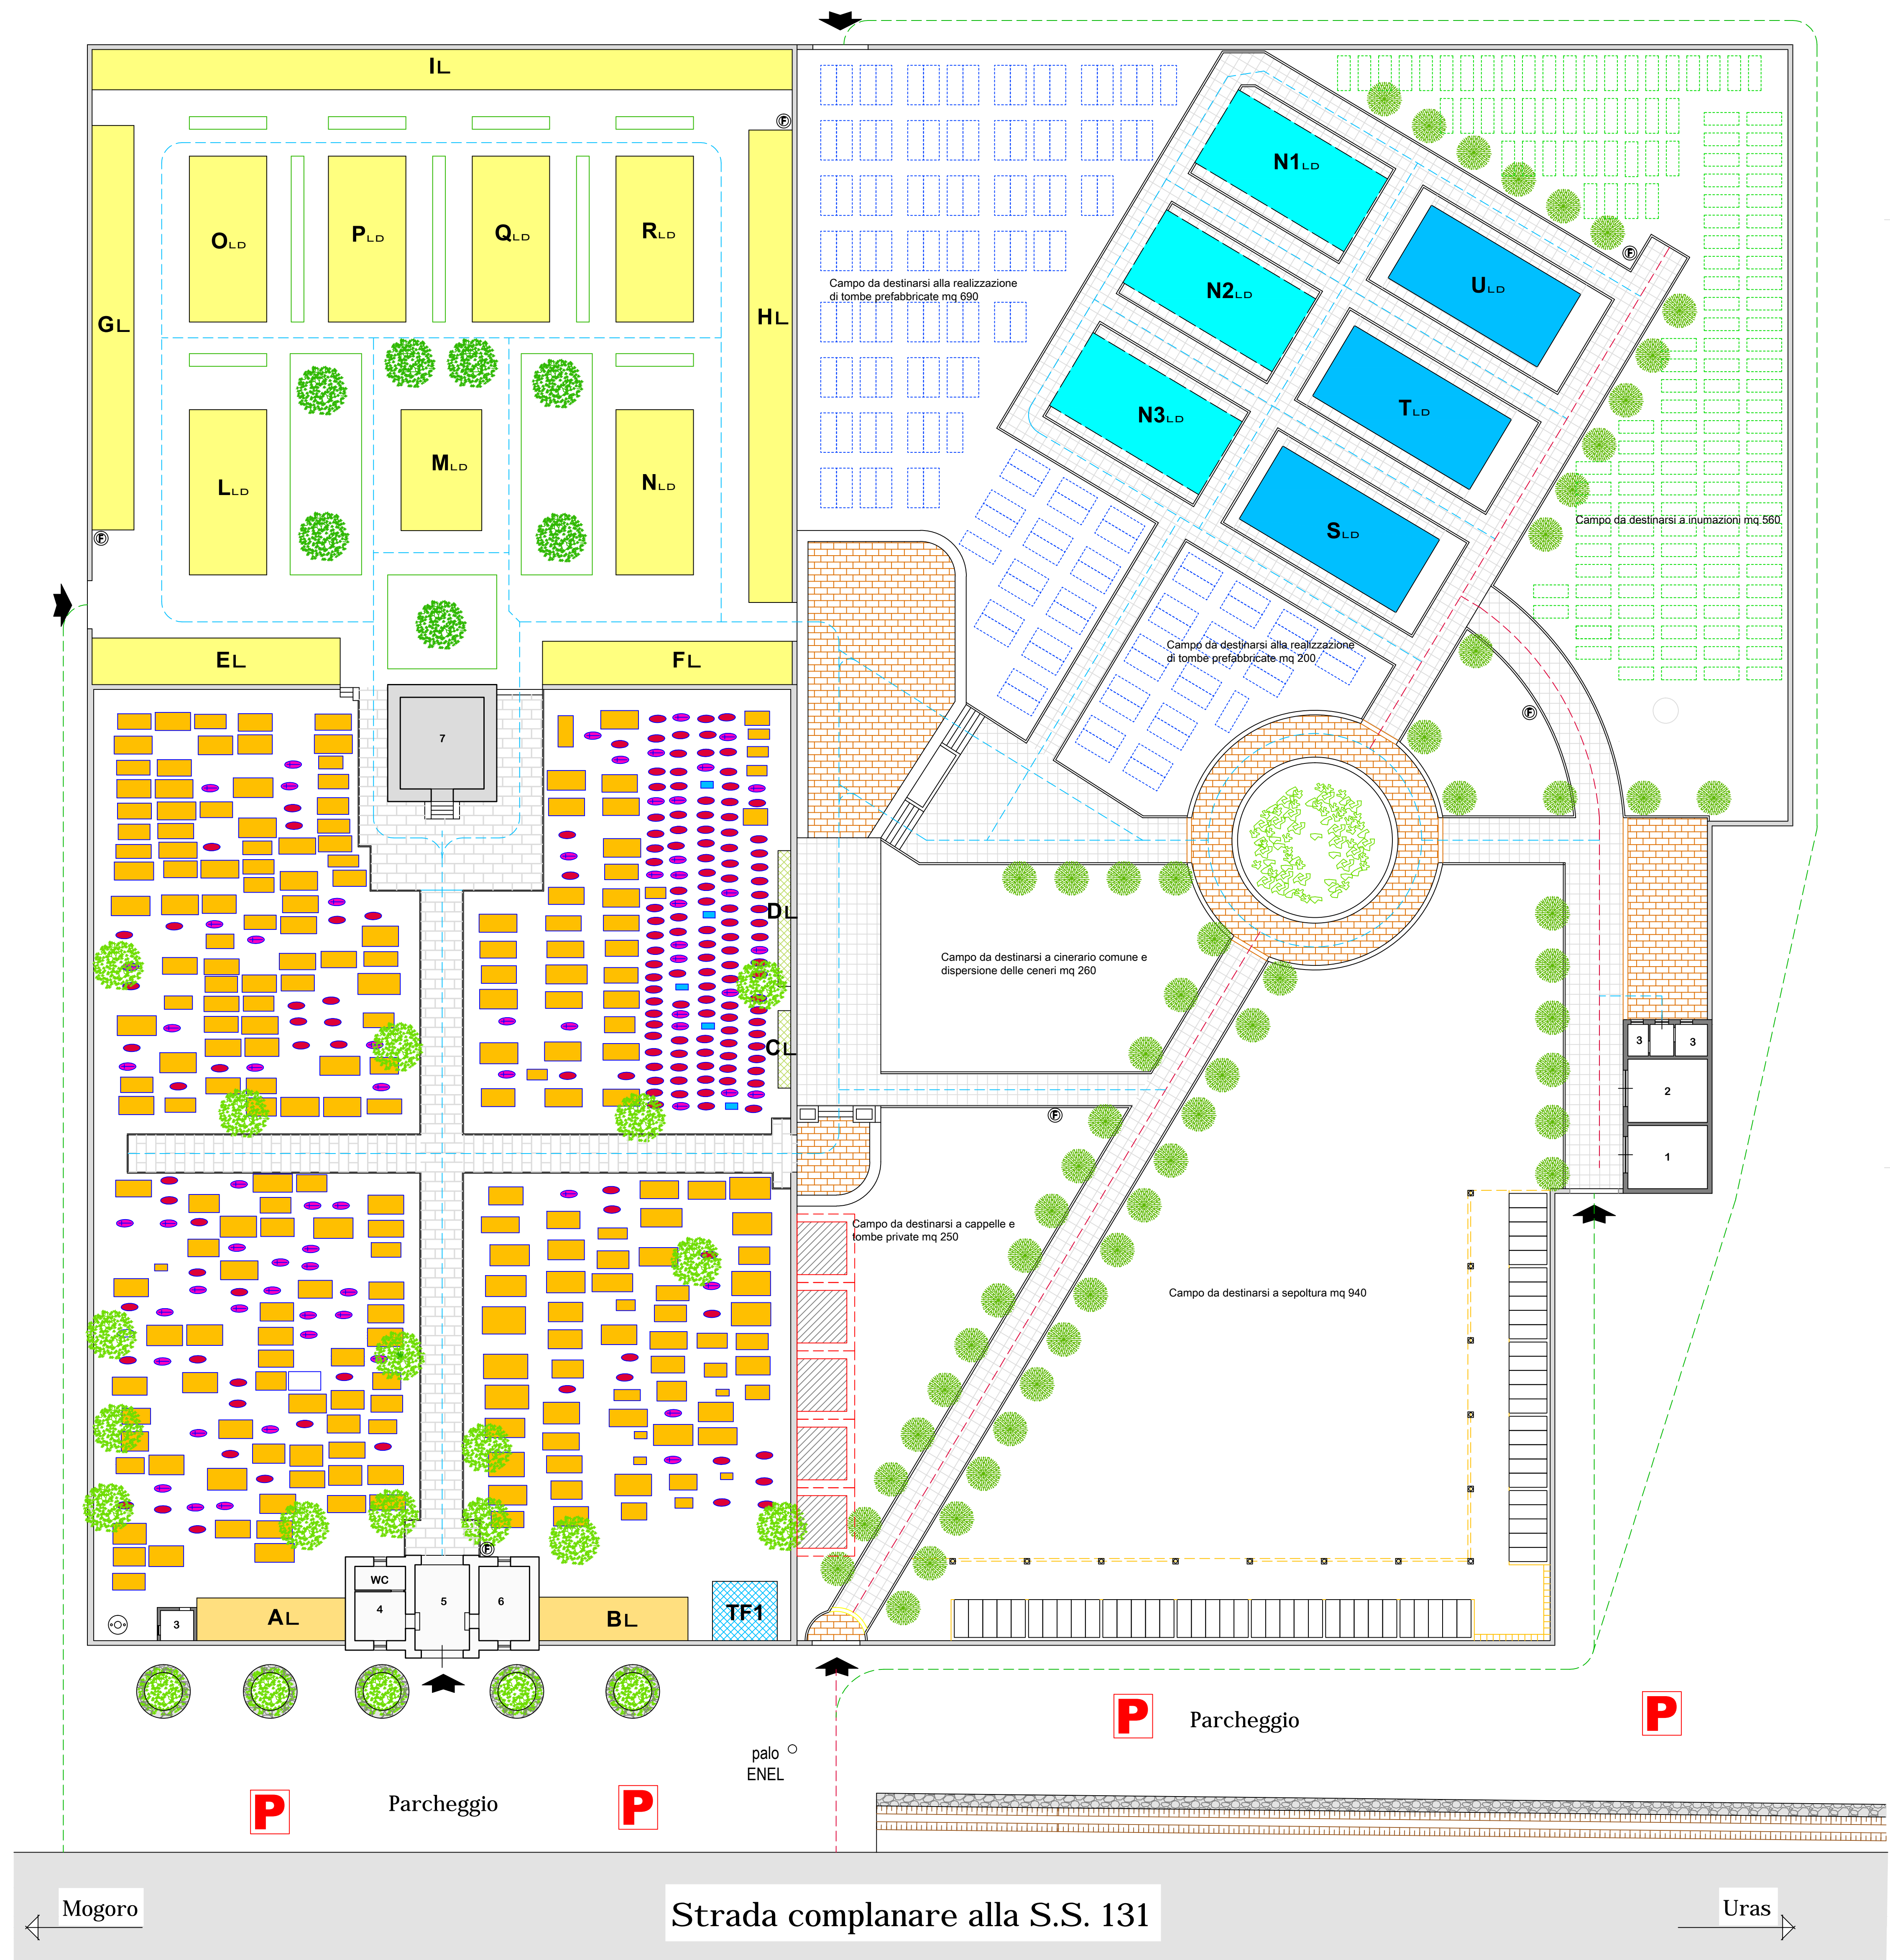 IL
N1LD
OLD
PLD
QLD
RLD
ULD
Campo da destinarsi alla realizzazione
di tombe prefabbricate mq 690
N2LD
GL
HL
TLD
N3LD
LLD
MLD
NLD
SLD
Campo da destinarsi a inumazioni mq 560
F
F
F
F
F
F
EL
FL
Campo da destinarsi alla realizzazione
di tombe prefabbricate mq 200
7
DL
Campo da destinarsi a cinerario comune e
dispersione delle ceneri mq 260
CL
3
3
2
1
Campo da destinarsi a cappelle e
tombe private mq 250
Campo da destinarsi a sepoltura mq 940
WC
4
5
6
3
AL
BL
TF1
P
Parcheggio
P
palo
ENEL
P
Parcheggio
P
Mogoro
Strada complanare alla S.S. 131
Uras